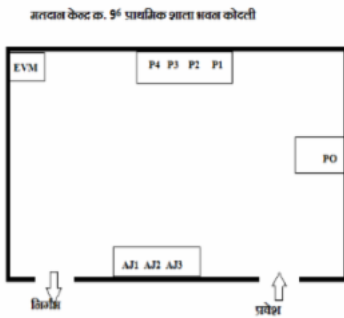 मतदान केन्द्र क्र. 96 प्राथमिक शाला भवन कोदली
EVM
P4 P3 P2 P1
PO
AJ1 AJ2 AJ3
निर्गम
प्रवेश